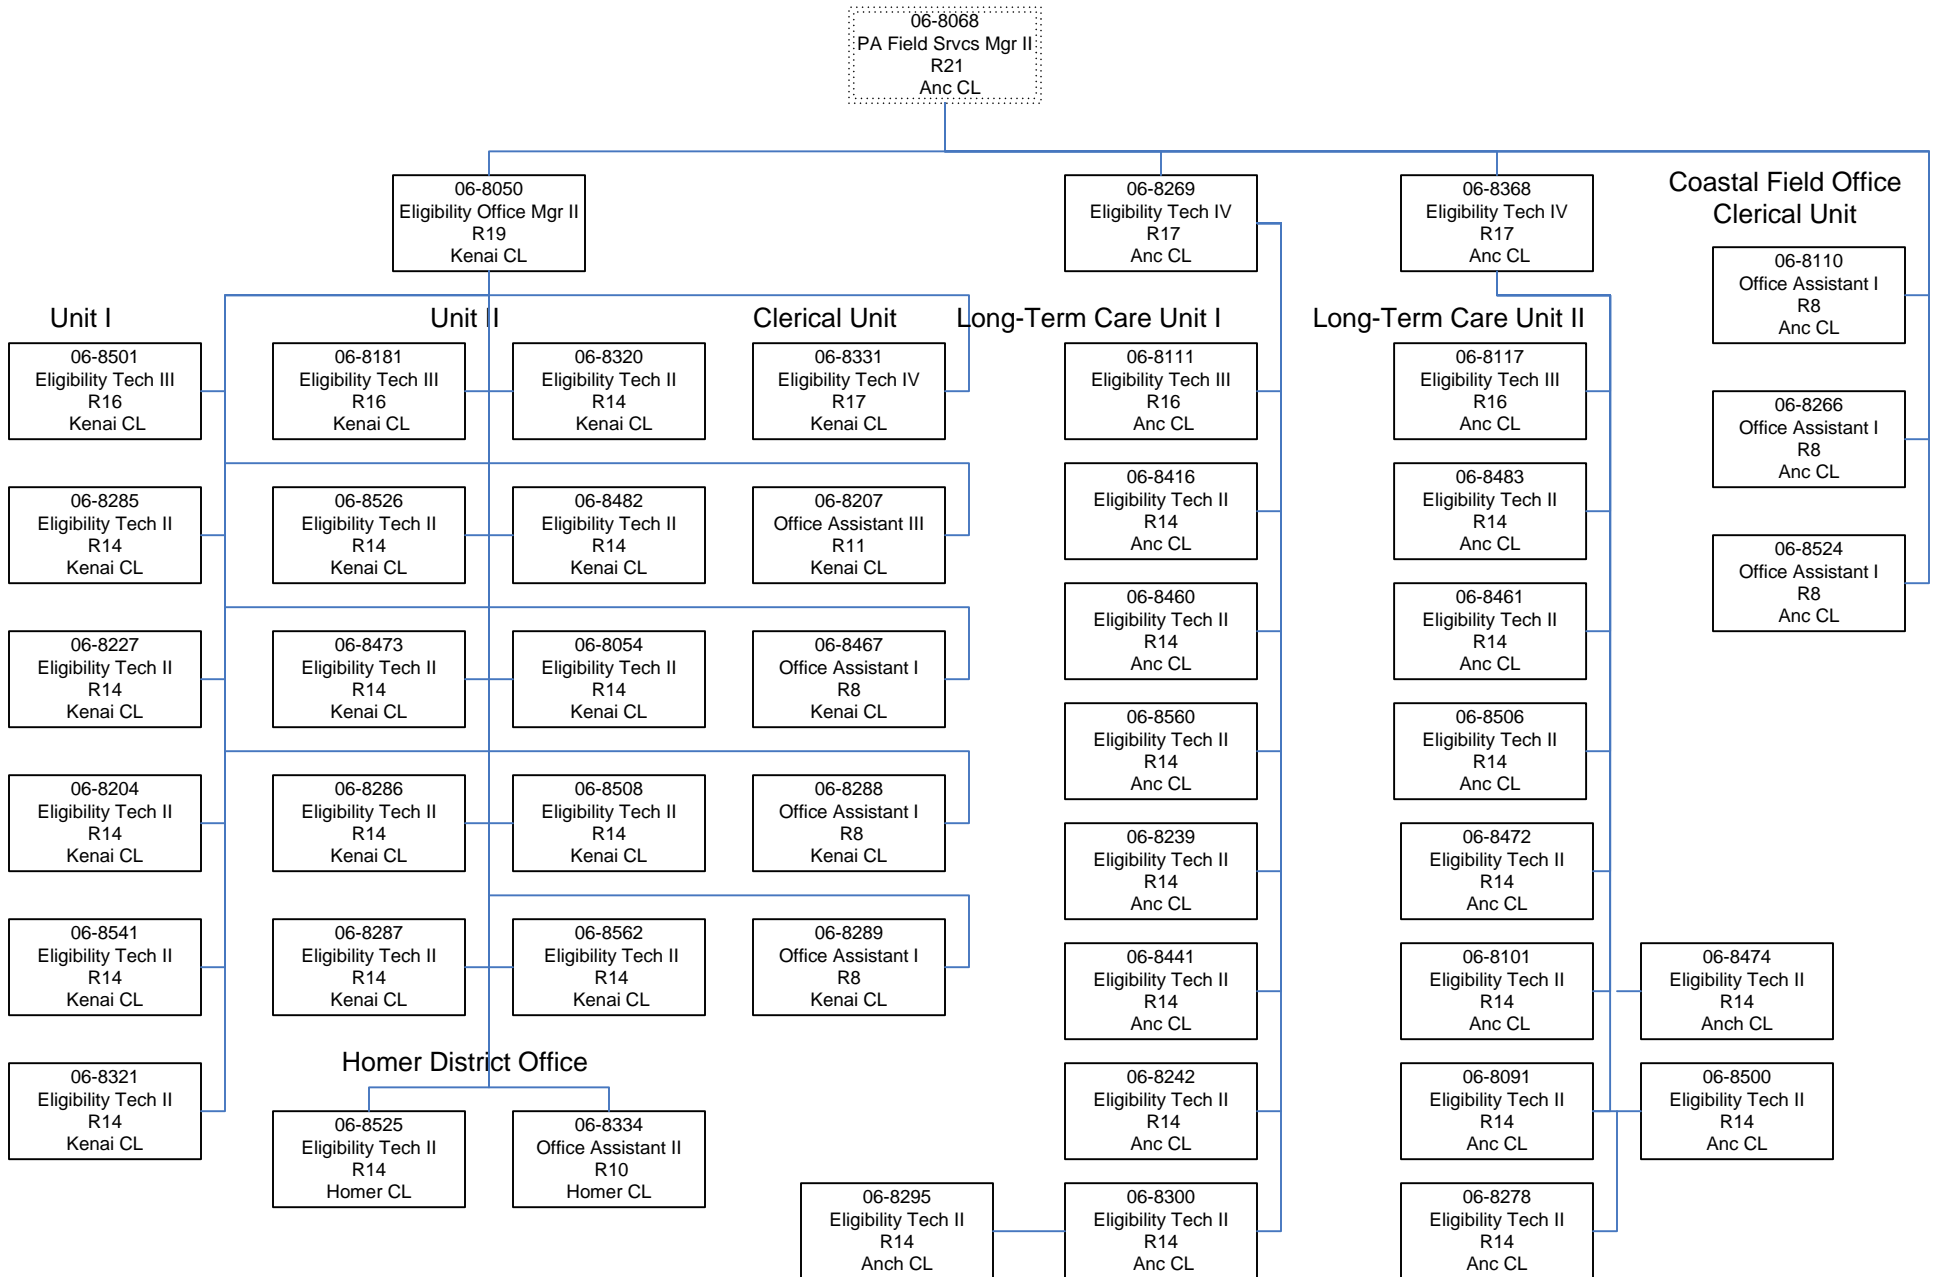 06-8068
PA Field Srvcs Mgr II
R21
Anc CL
06-8050
Eligibility Office Mgr II
R19
Kenai CL
06-8269
Eligibility Tech IV
R17
Anc CL
06-8368
Eligibility Tech IV
R17
Anc CL
Coastal Field Office
Clerical Unit
06-8110
Office Assistant I
R8
Anc CL
06-8266
Office Assistant I
R8
Anc CL
06-8524
Office Assistant I
R8
Anc CL
Unit I
06-8501
Eligibility Tech III
R16
Kenai CL
06-8285
Eligibility Tech II
R14
Kenai CL
06-8227
Eligibility Tech II
R14
Kenai CL
06-8204
Eligibility Tech II
R14
Kenai CL
06-8541
Eligibility Tech II
R14
Kenai CL
06-8321
Eligibility Tech II
R14
Kenai CL
Unit II
06-8181
Eligibility Tech III
R16
Kenai CL
06-8320
Eligibility Tech II
R14
Kenai CL
06-8526
Eligibility Tech II
R14
Kenai CL
06-8482
Eligibility Tech II
R14
Kenai CL
06-8473
Eligibility Tech II
R14
Kenai CL
06-8054
Eligibility Tech II
R14
Kenai CL
06-8286
Eligibility Tech II
R14
Kenai CL
06-8508
Eligibility Tech II
R14
Kenai CL
06-8287
Eligibility Tech II
R14
Kenai CL
06-8562
Eligibility Tech II
R14
Kenai CL
Homer District Office
06-8525
Eligibility Tech II
R14
Homer CL
06-8334
Office Assistant II
R10
Homer CL
Clerical Unit
06-8331
Eligibility Tech IV
R17
Kenai CL
06-8207
Office Assistant III
R11
Kenai CL
06-8467
Office Assistant I
R8
Kenai CL
06-8288
Office Assistant I
R8
Kenai CL
06-8289
Office Assistant I
R8
Kenai CL
Long-Term Care Unit I
06-8111
Eligibility Tech III
R16
Anc CL
06-8416
Eligibility Tech II
R14
Anc CL
06-8460
Eligibility Tech II
R14
Anc CL
06-8560
Eligibility Tech II
R14
Anc CL
06-8239
Eligibility Tech II
R14
Anc CL
06-8441
Eligibility Tech II
R14
Anc CL
06-8242
Eligibility Tech II
R14
Anc CL
06-8295
Eligibility Tech II
R14
Anch CL
06-8300
Eligibility Tech II
R14
Anc CL
Long-Term Care Unit II
06-8117
Eligibility Tech III
R16
Anc CL
06-8483
Eligibility Tech II
R14
Anc CL
06-8461
Eligibility Tech II
R14
Anc CL
06-8506
Eligibility Tech II
R14
Anc CL
06-8472
Eligibility Tech II
R14
Anc CL
06-8101
Eligibility Tech II
R14
Anc CL
06-8474
Eligibility Tech II
R14
Anch CL
06-8091
Eligibility Tech II
R14
Anc CL
06-8500
Eligibility Tech II
R14
Anc CL
06-8278
Eligibility Tech II
R14
Anc CL